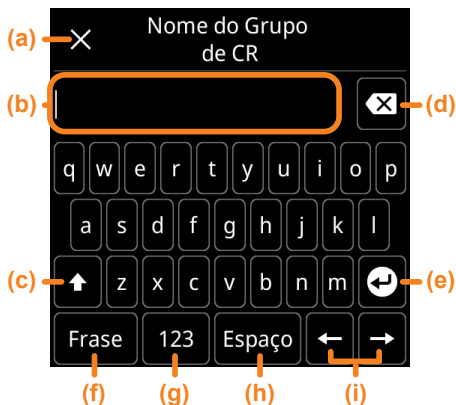 Nome do Grupo
de CR
(a)
(b)
(d)
q w e r t y u i o p
a s d f g h j k l
(c) z x c v b n m (e)
Frase 123 Espaço
(f) (g) (h) (i)